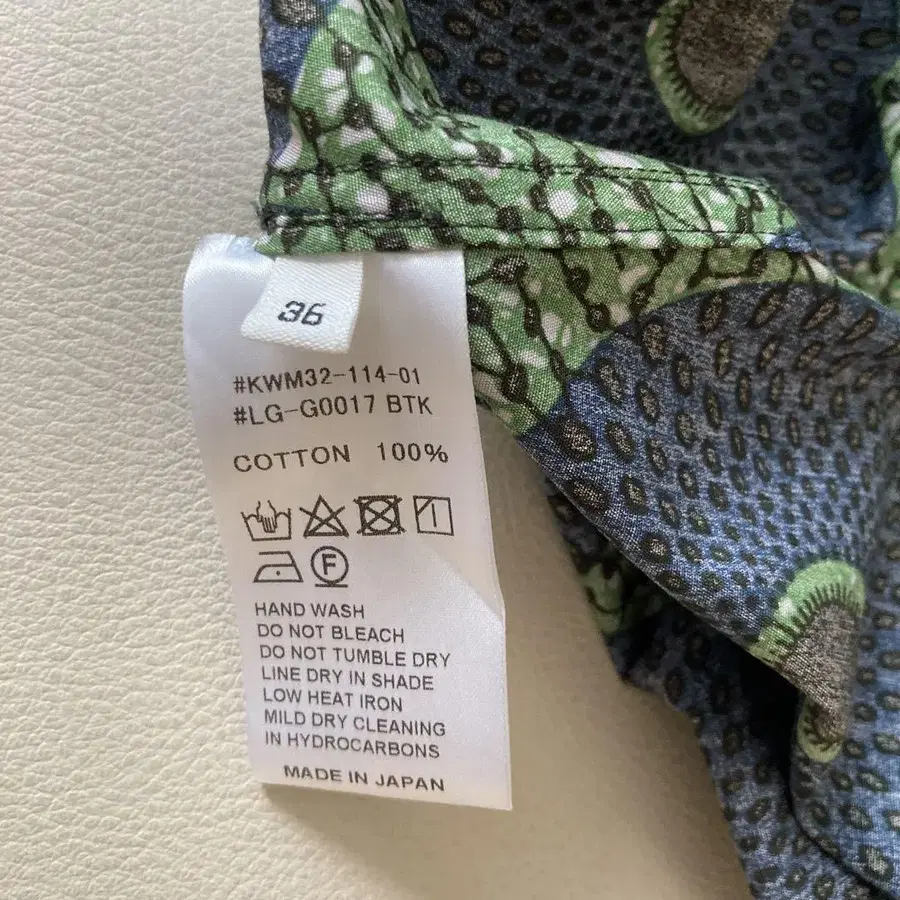 36
#KWM32-114-01
#LG-G0017 BTK
COTTON 100%
F
HAND WASH
DO NOT BLEACH
DO NOT TUMBLE DRY
LINE DRY IN SHADE
LOW HEAT IRON
MILD DRY CLEANING
IN HYDROCARBONS
MADE IN JAPAN